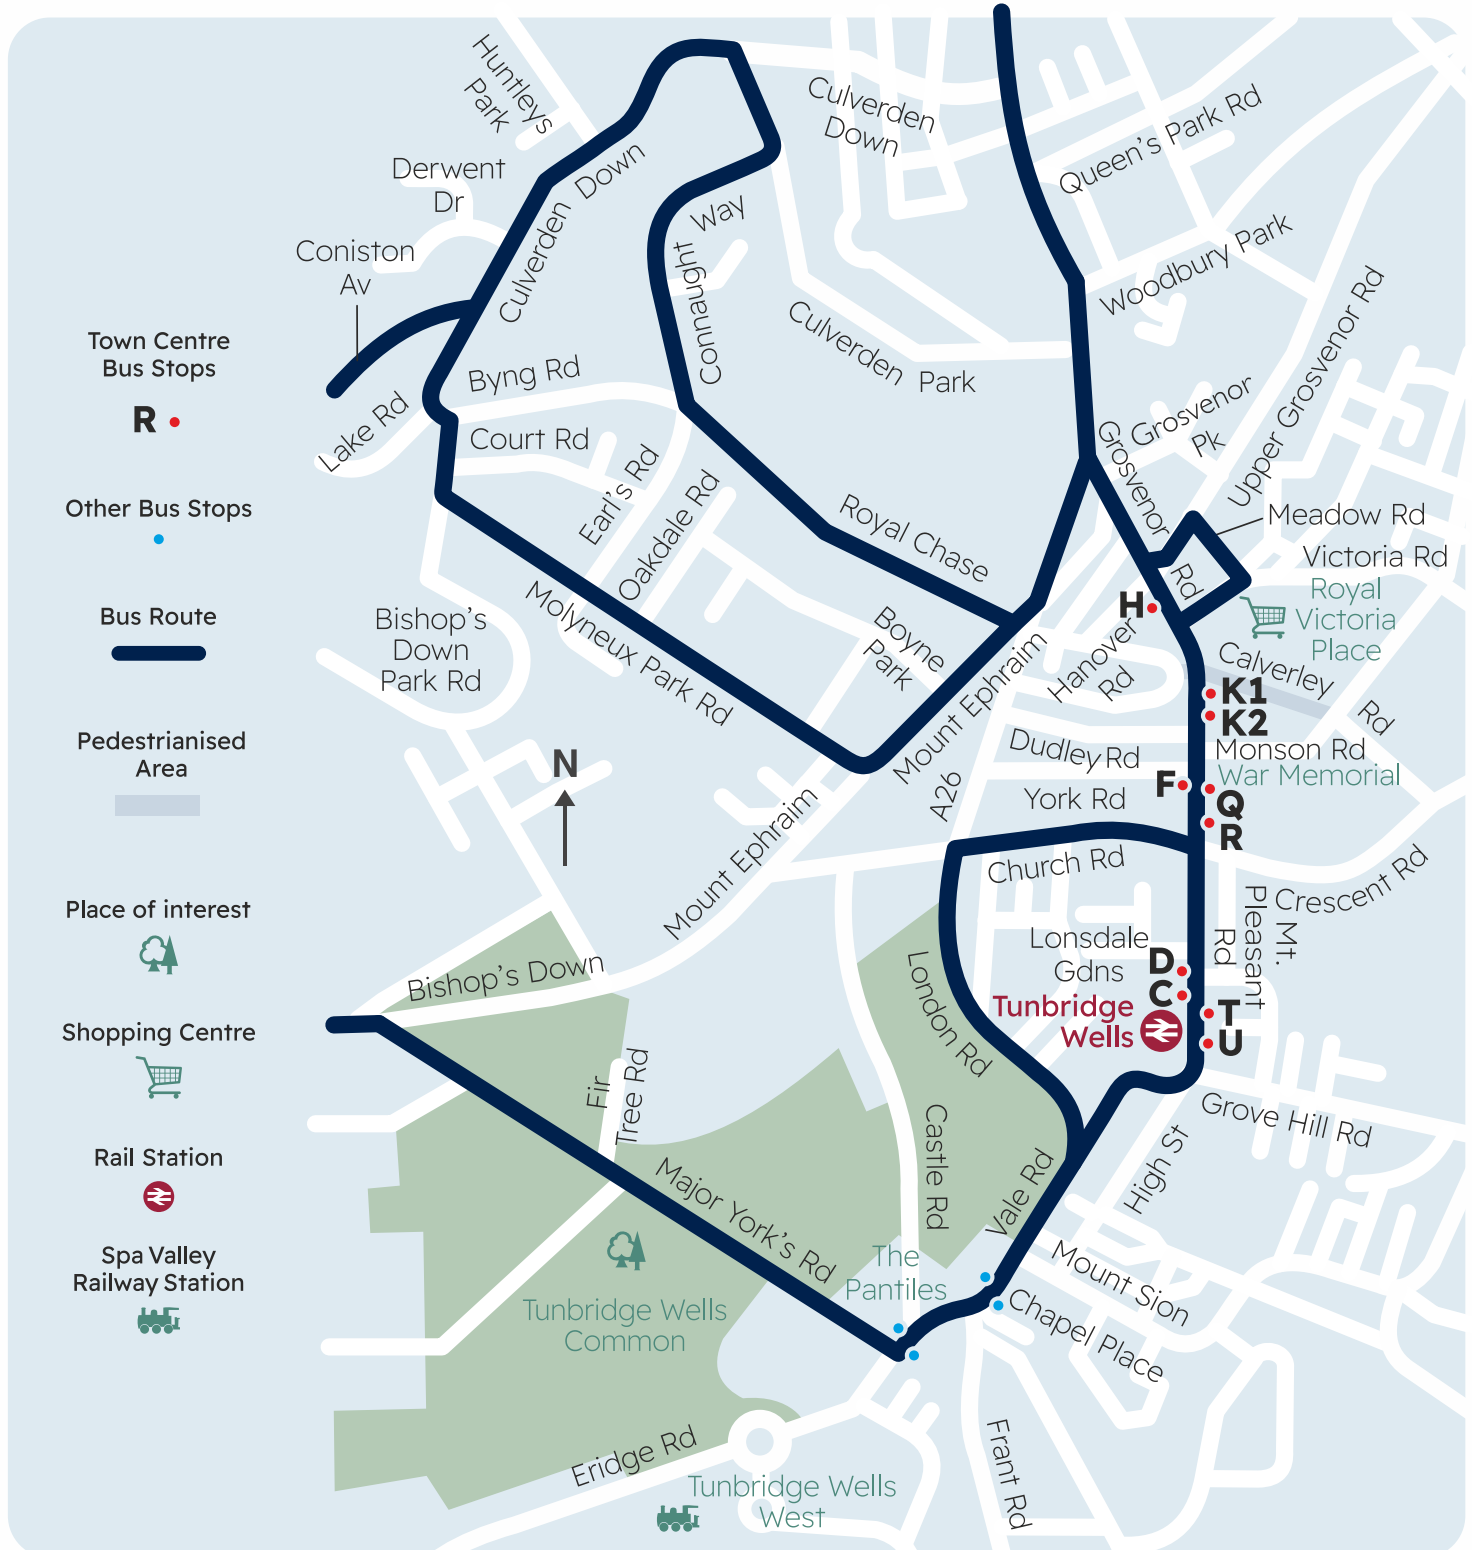 Town Centre
Bus Stops
R
Other Bus Stops
Bus Route
Pedestrianised
Area
Place of interest
Shopping Centre
Rail Station
Spa Valley
Railway Station
Huntleys
Park
Derwent
Dr
Coniston
Av
Culverden Down
Culverden
Down
Connaught Way
Queen's Park Rd
Woodbury Park
Culverden Park
Byng Rd
Lake Rd
Court Rd
Earl's Rd
Oakdale Rd
Royal Chase
Grosvenor
Pk
Upper Grosvenor Rd
Grosvenor Rd
Meadow Rd
Victoria Rd
Royal
Victoria
Place
H
Hanover
Rd
Calverley Rd
K1
K2
Bishop's
Down
Park Rd
Molyneux Park Rd
Boyne
Park
Mount Ephraim
N
Dudley Rd
Monson Rd
War Memorial
A26
F
Q
R
York Rd
Mount Ephraim
Church Rd
Crescent Rd
Mt.
Pleasant
Rd
Lonsdale
Gdns
D
C
Tunbridge
Wells
T
U
Bishop's Down
London Rd
Fir
Tree Rd
Castle Rd
Grove Hill Rd
High St
Vale Rd
Major York's Rd
The
Pantiles
Mount Sion
Chapel Place
Tunbridge Wells
Common
Eridge Rd
Frant Rd
Tunbridge Wells
West